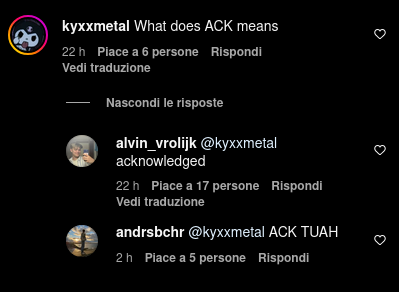 kyxxmetal What does ACK means
22 h Piace a 6 persone Rispondi
Vedi traduzione
Nascondi le risposte
alvin_vrolijk @kyxxmetal
acknowledged
22 h Piace a 17 persone Rispondi
Vedi traduzione
andrsbchr @kyxxmetal ACK TUAH
2 h Piace a 5 persone Rispondi